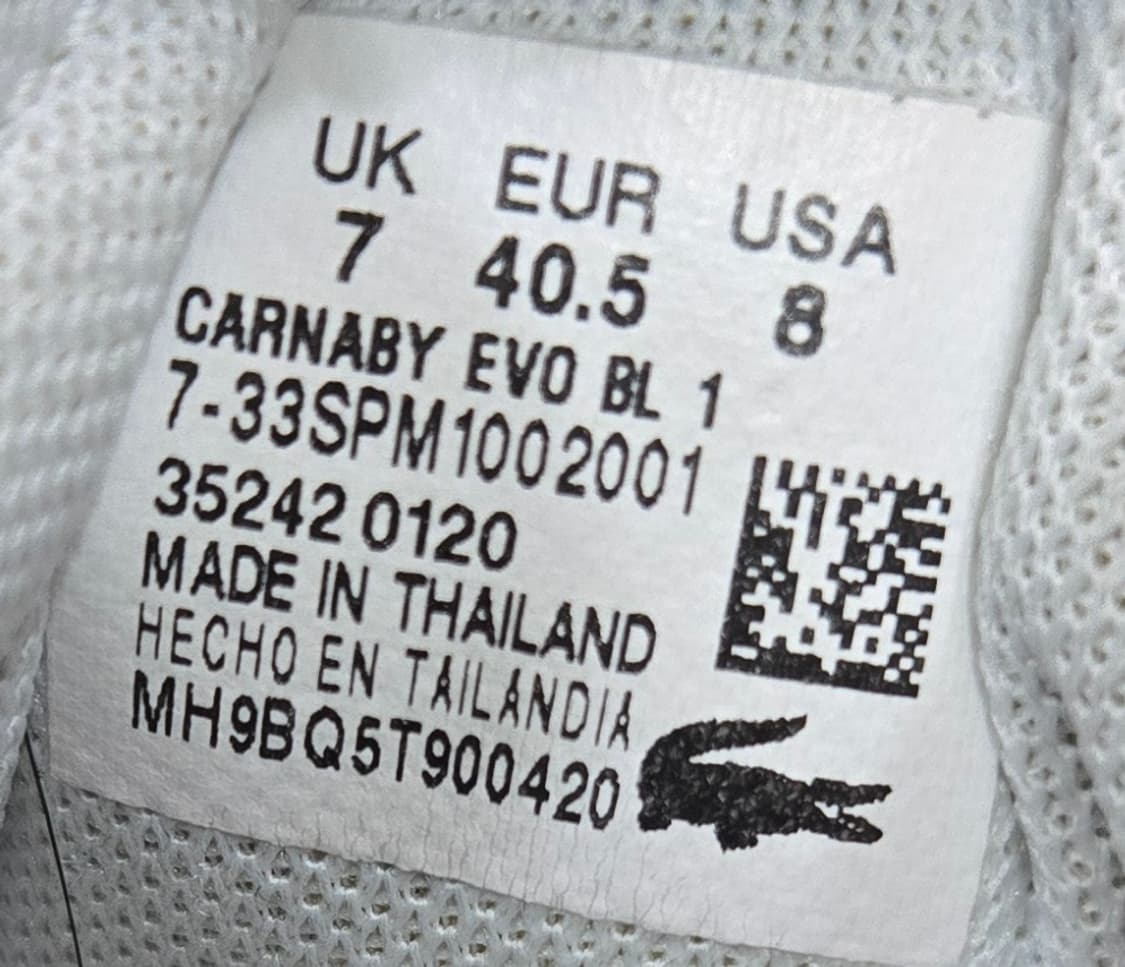 UK EUR USA
7 40.5 8
CARNABY EVO BL 1
7-33SPM1002001
35242 0120
MADE IN THAILAND
HECHO EN TAILANDIA
MH9BQ5T900420